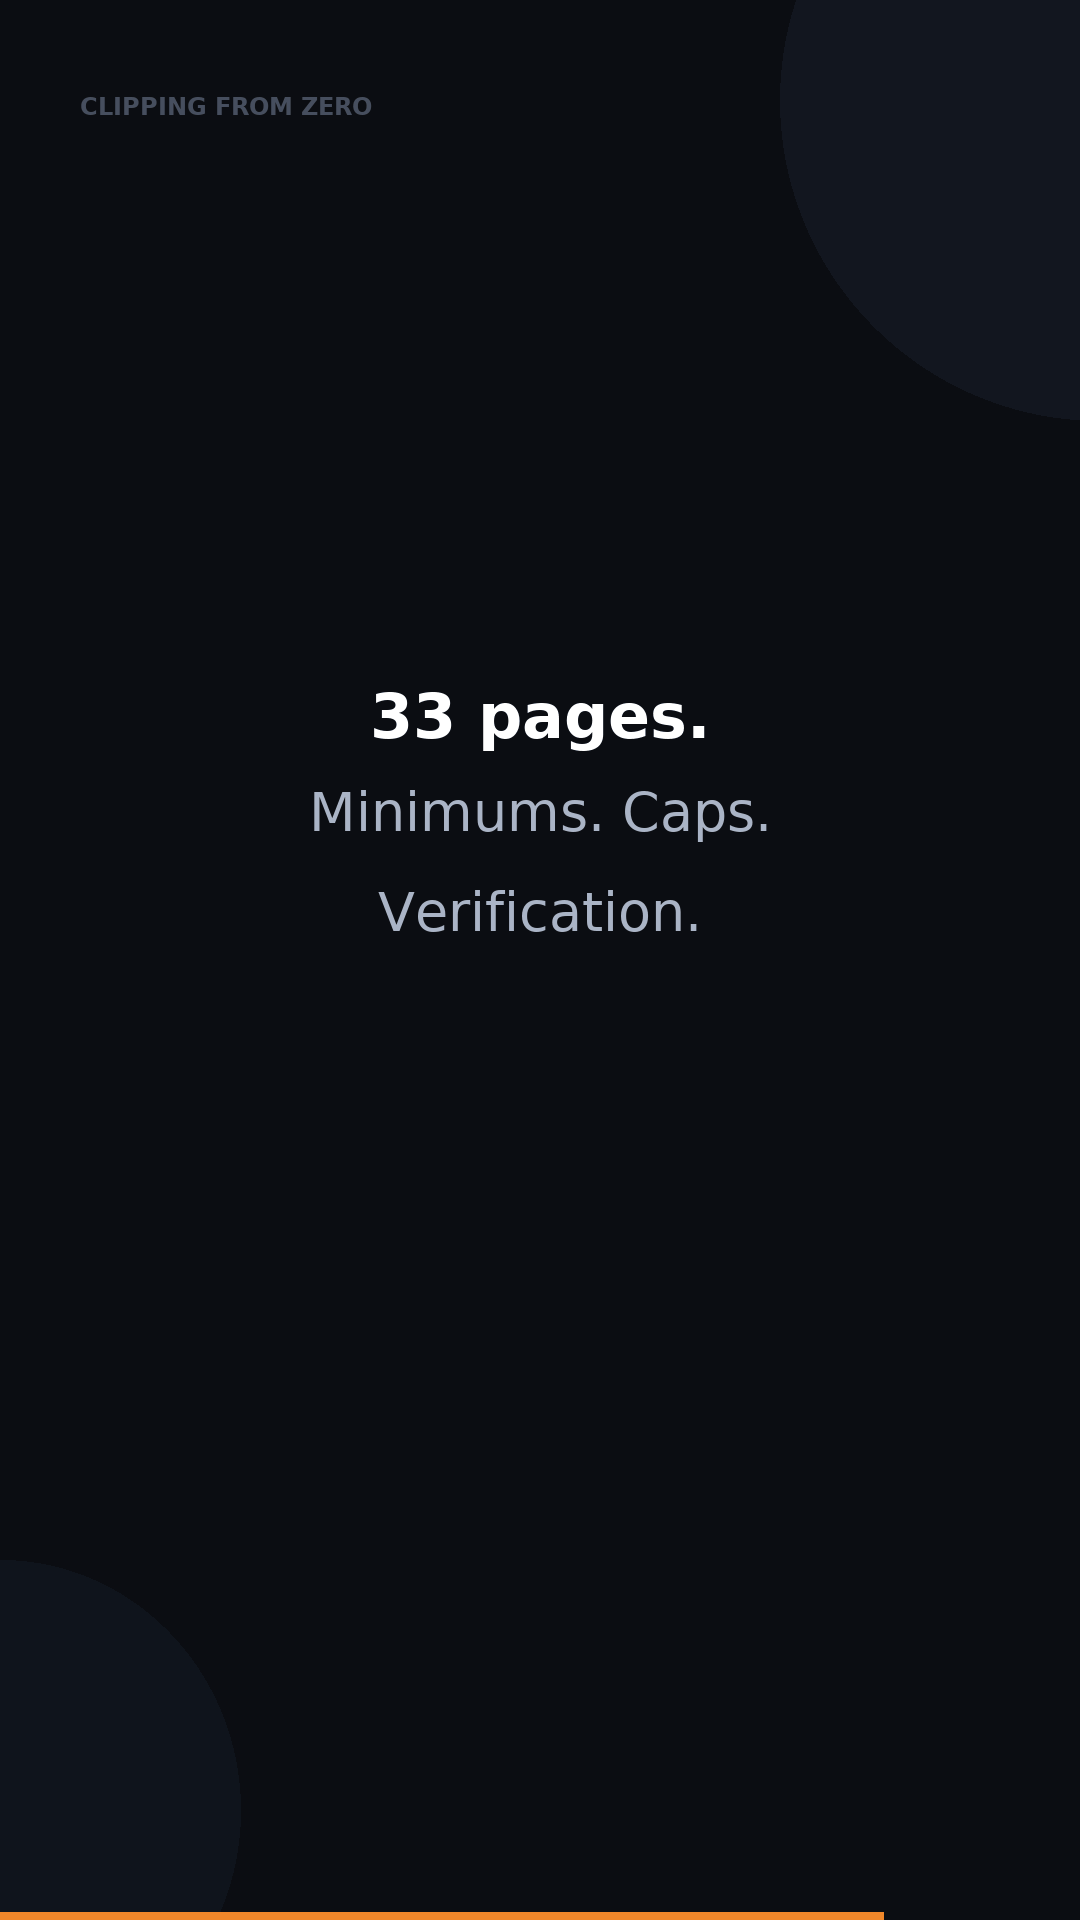 CLIPPING FROM ZERO
33 pages.
Minimums. Caps.
Verification.